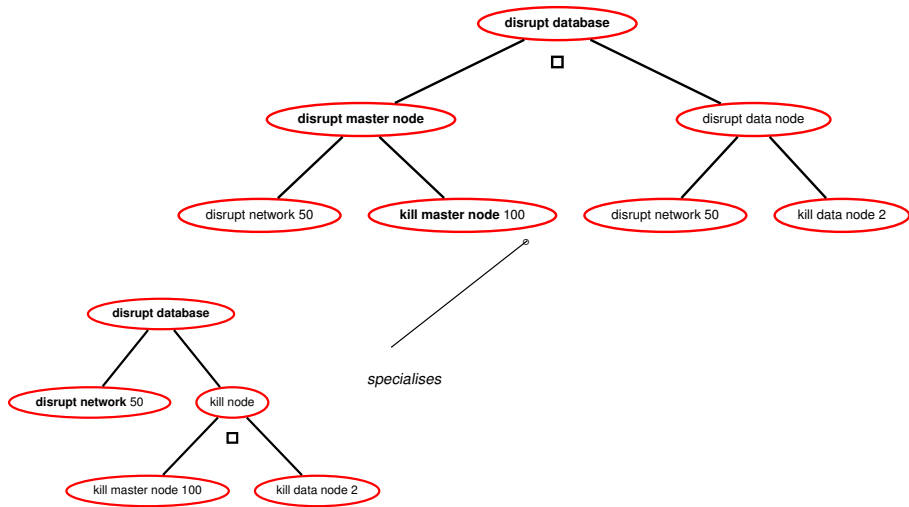 disrupt database
disrupt master node
disrupt data node
disrupt network 50
kill master node 100
disrupt network 50
kill data node 2
disrupt database
specialises
disrupt network 50
kill node
kill master node 100
kill data node 2